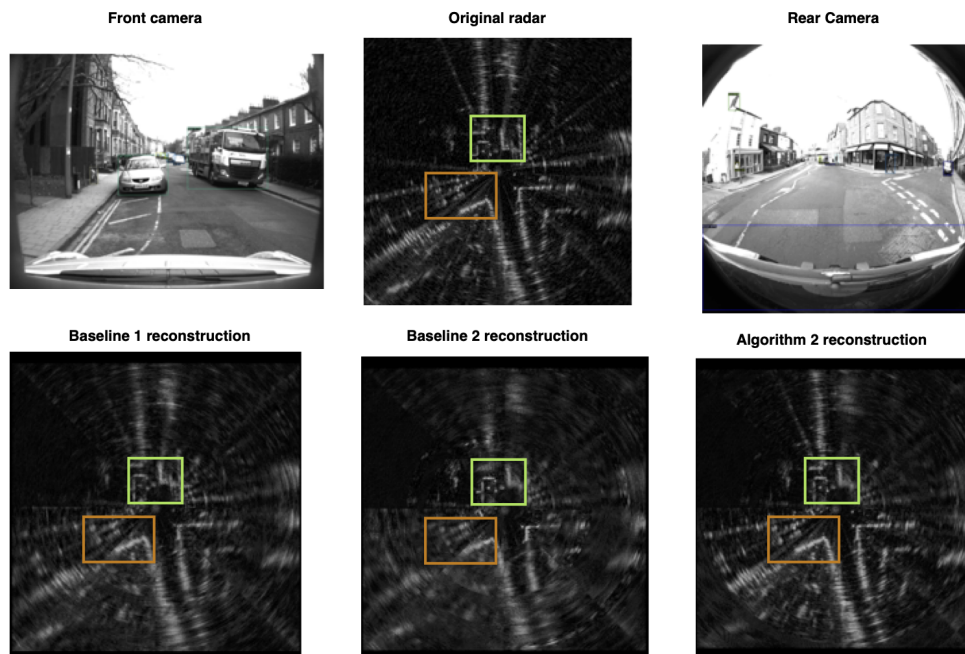 Front camera
Original radar
Rear Camera
Baseline 1 reconstruction
Baseline 2 reconstruction
Algorithm 2 reconstruction